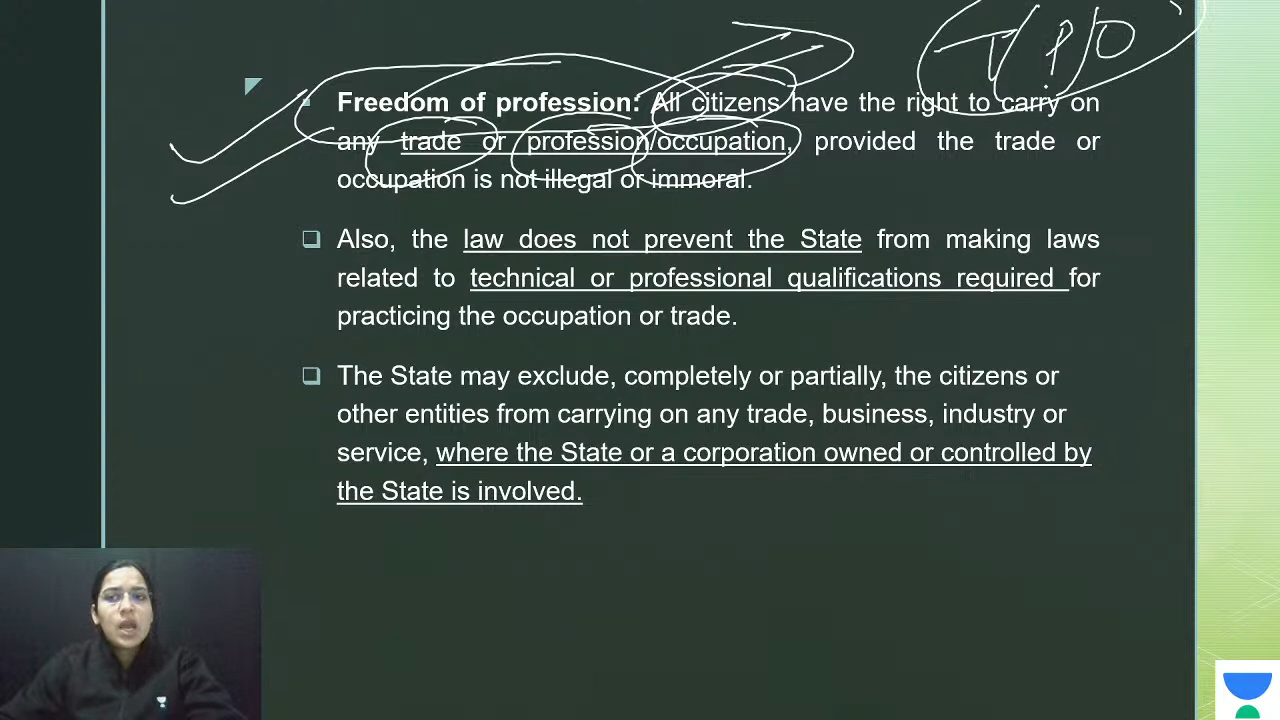 T/P/O
Freedom of profession: All citizens have the right to carry on
any trade or profession/occupation, provided the trade or
occupation is not illegal or immoral.
Also, the law does not prevent the State from making laws
related to technical or professional qualifications required for
practicing the occupation or trade.
The State may exclude, completely or partially, the citizens or
other entities from carrying on any trade, business, industry or
service, where the State or a corporation owned or controlled by
the State is involved.